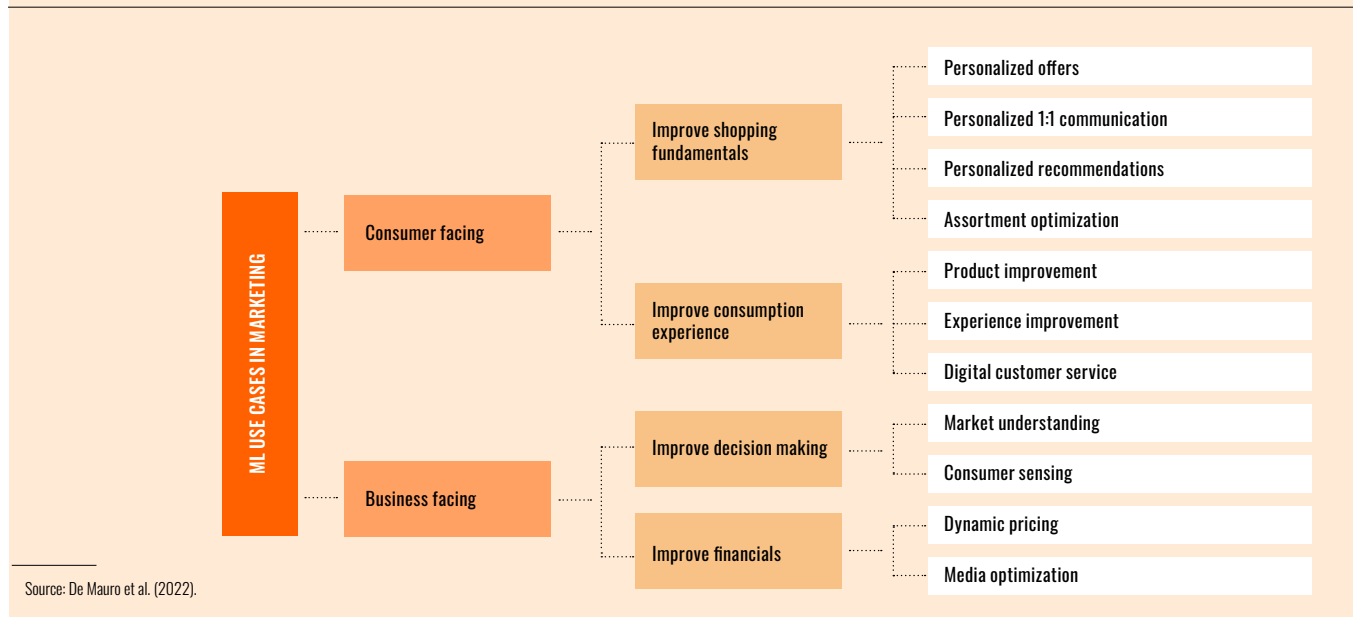 ML USE CASES IN MARKETING
Consumer facing
Improve shopping
fundamentals
Personalized offers
Personalized 1:1 communication
Personalized recommendations
Assortment optimization
Improve consumption
experience
Product improvement
Experience improvement
Digital customer service
Business facing
Improve decision making
Market understanding
Consumer sensing
Improve financials
Dynamic pricing
Media optimization
Source: De Mauro et al. (2022).